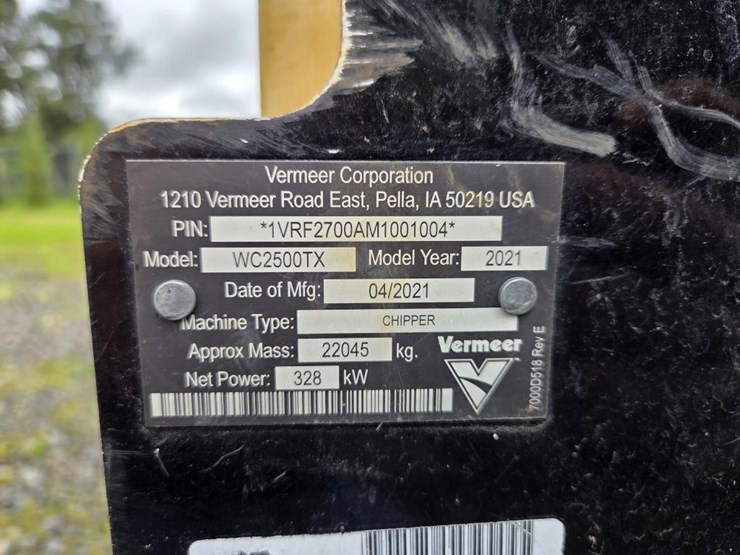 Vermeer Corporation
1210 Vermeer Road East, Pella, IA 50219 USA
PIN: *1VRF2700AM1001004*
Model: WC2500TX Model Year: 2021
Date of Mfg: 04/2021
Machine Type: CHIPPER
Approx Mass: 22045 kg.
Net Power: 328 kW
Vermeer
7000D518 Rev E